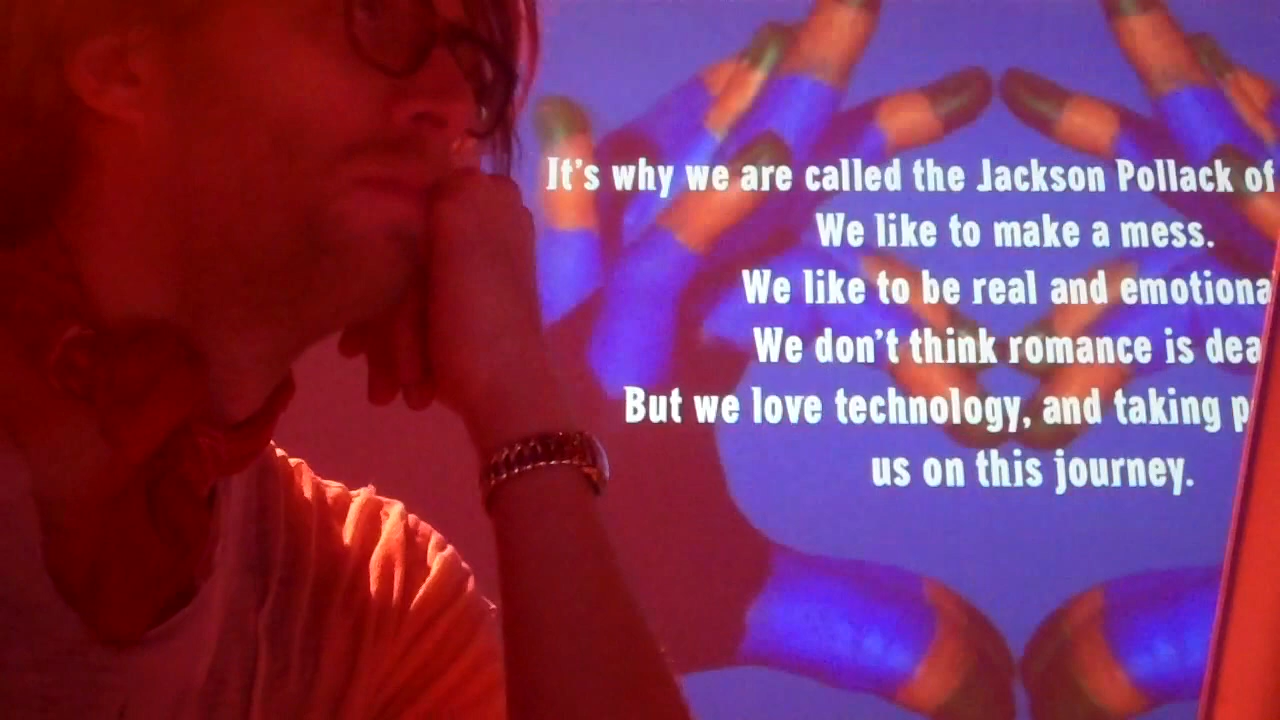 It's why we are called the Jackson Pollack of
We like to make a mess.
We like to be real and emotiona
We don't think romance is dea
But we love technology, and taking p
us on this journey.